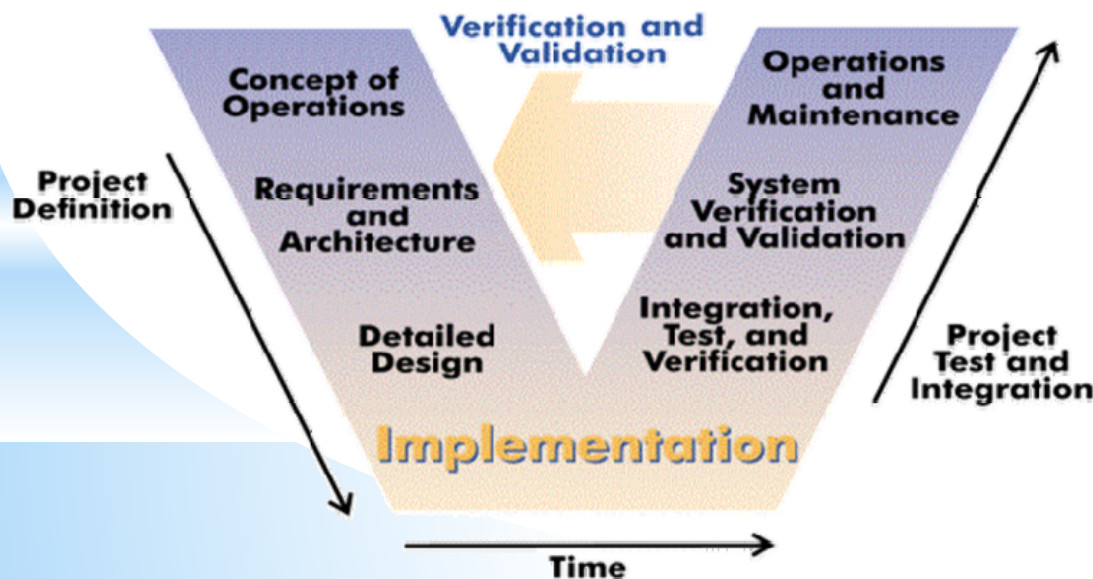 Verification and
Validation
Concept of
Operations
Operations
and
Maintenance
Project
Definition
Requirements
and
Architecture
System
Verification
and Validation
Detailed
Design
Integration,
Test, and
Verification
Project
Test and
Integration
Implementation
Time